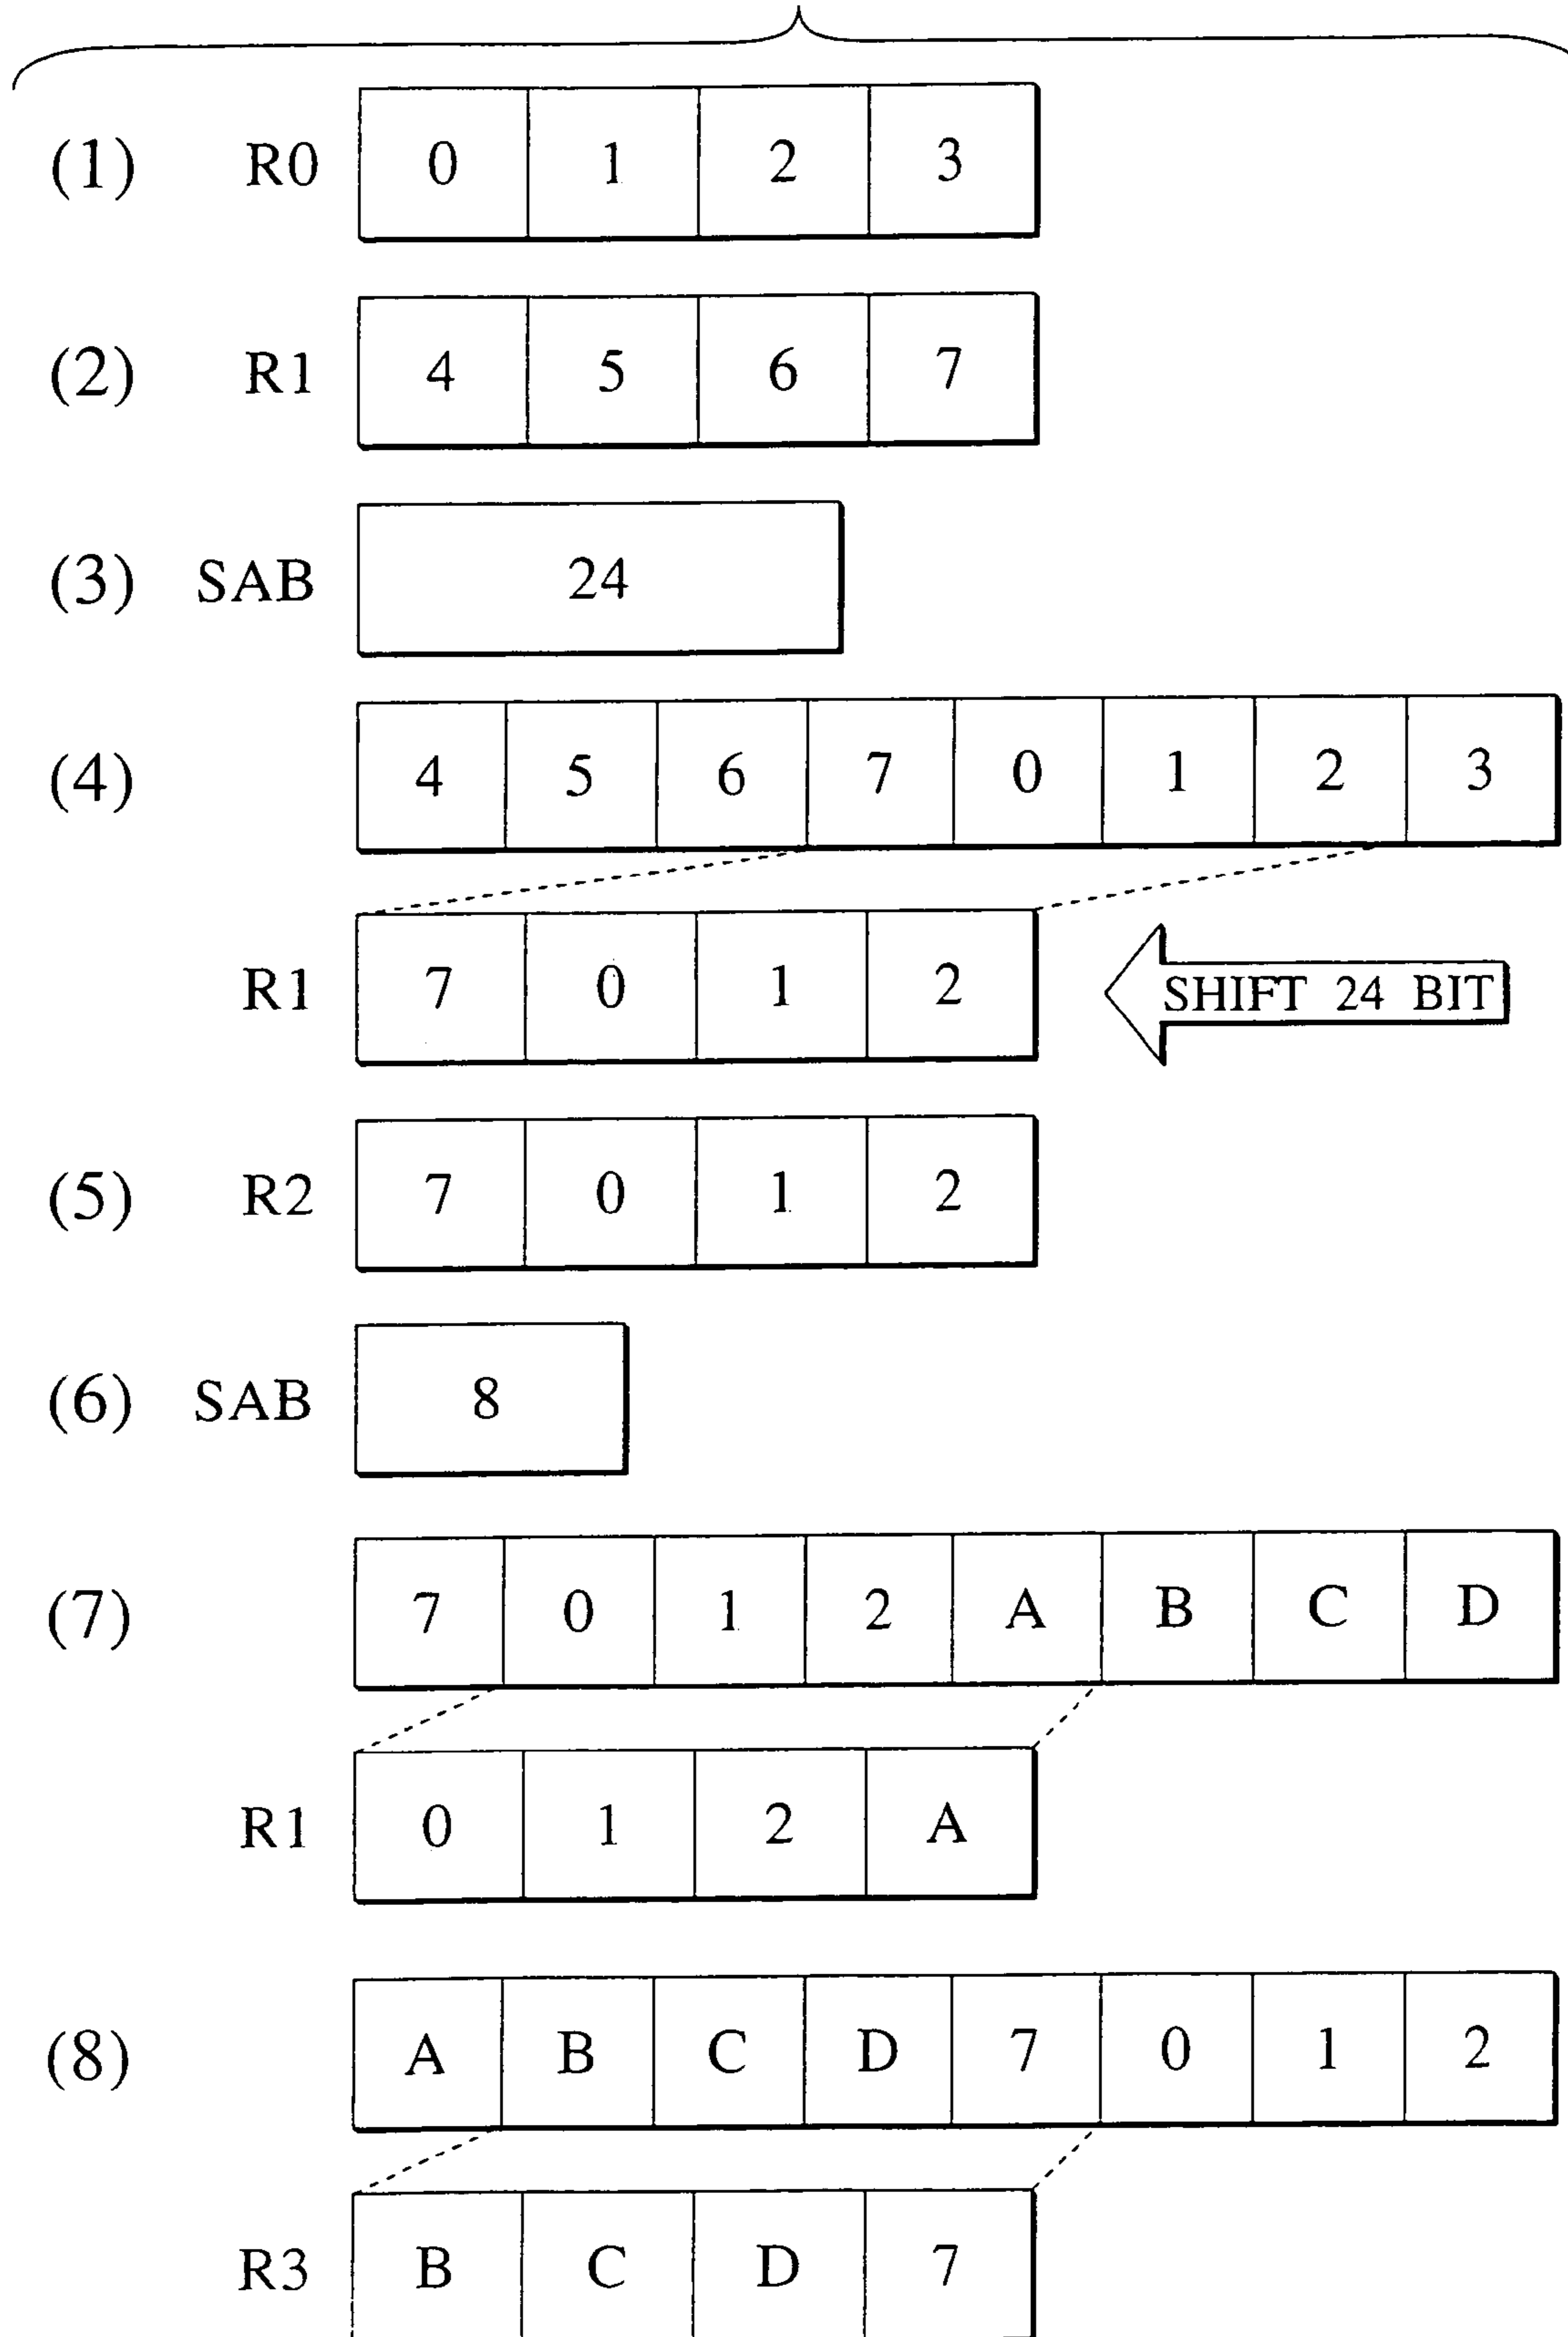 (1) R0 0 1 2 3
(2) R1 4 5 6 7
(3) SAB 24
(4) 4 5 6 7 0 1 2 3
R1 7 0 1 2 SHIFT 24 BIT
(5) R2 7 0 1 2
(6) SAB 8
(7) 7 0 1 2 A B C D
R1 0 1 2 A
(8) A B C D 7 0 1 2
R3 B C D 7